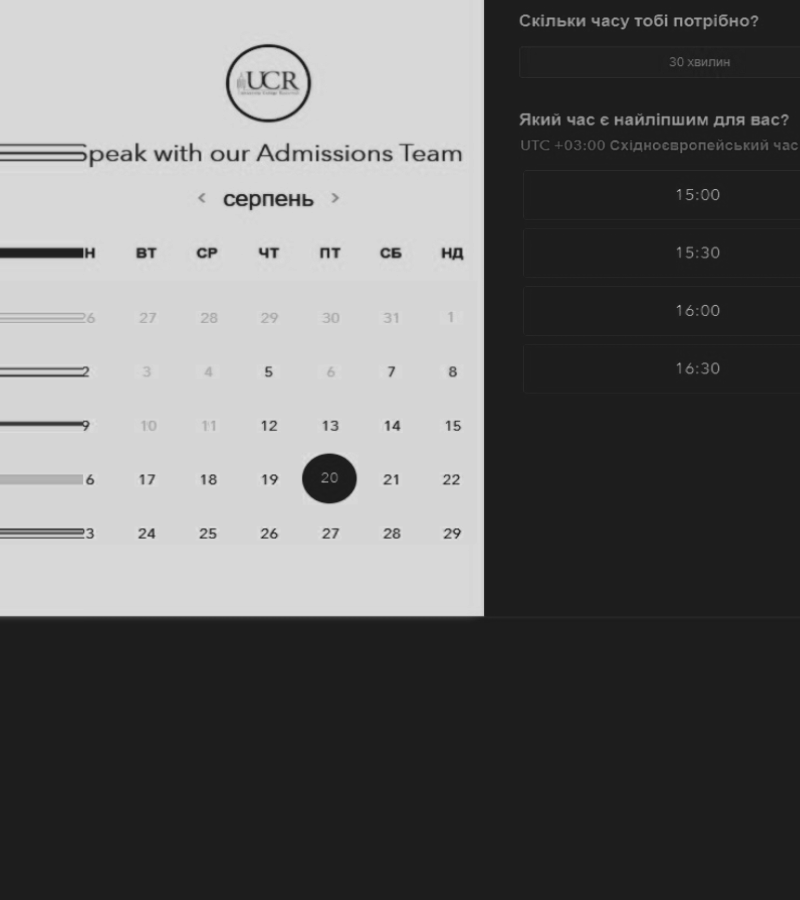 UCR
Speak with our Admissions Team
< серпень >
Н ВТ СР ЧТ ПТ СБ НД
26 27 28 29 30 31 1
2 3 4 5 6 7 8
9 10 11 12 13 14 15
6 17 18 19 20 21 22
3 24 25 26 27 28 29
Скільки часу тобі потрібно?
30 хвилин
Який час є найліпшим для вас?
UTC +03:00 Східноєвропейський час
15:00
15:30
16:00
16:30